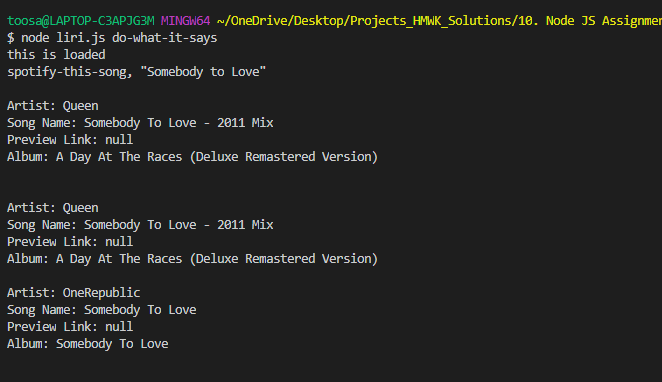 toosa@LAPTOP-C3APJG3M MINGW64 ~/OneDrive/Desktop/Projects_HMWK_Solutions/10. Node JS Assignmen
$ node liri.js do-what-it-says
this is loaded
spotify-this-song, "Somebody to Love"
Artist: Queen
Song Name: Somebody To Love - 2011 Mix
Preview Link: null
Album: A Day At The Races (Deluxe Remastered Version)
Artist: Queen
Song Name: Somebody To Love - 2011 Mix
Preview Link: null
Album: A Day At The Races (Deluxe Remastered Version)
Artist: OneRepublic
Song Name: Somebody To Love
Preview Link: null
Album: Somebody To Love